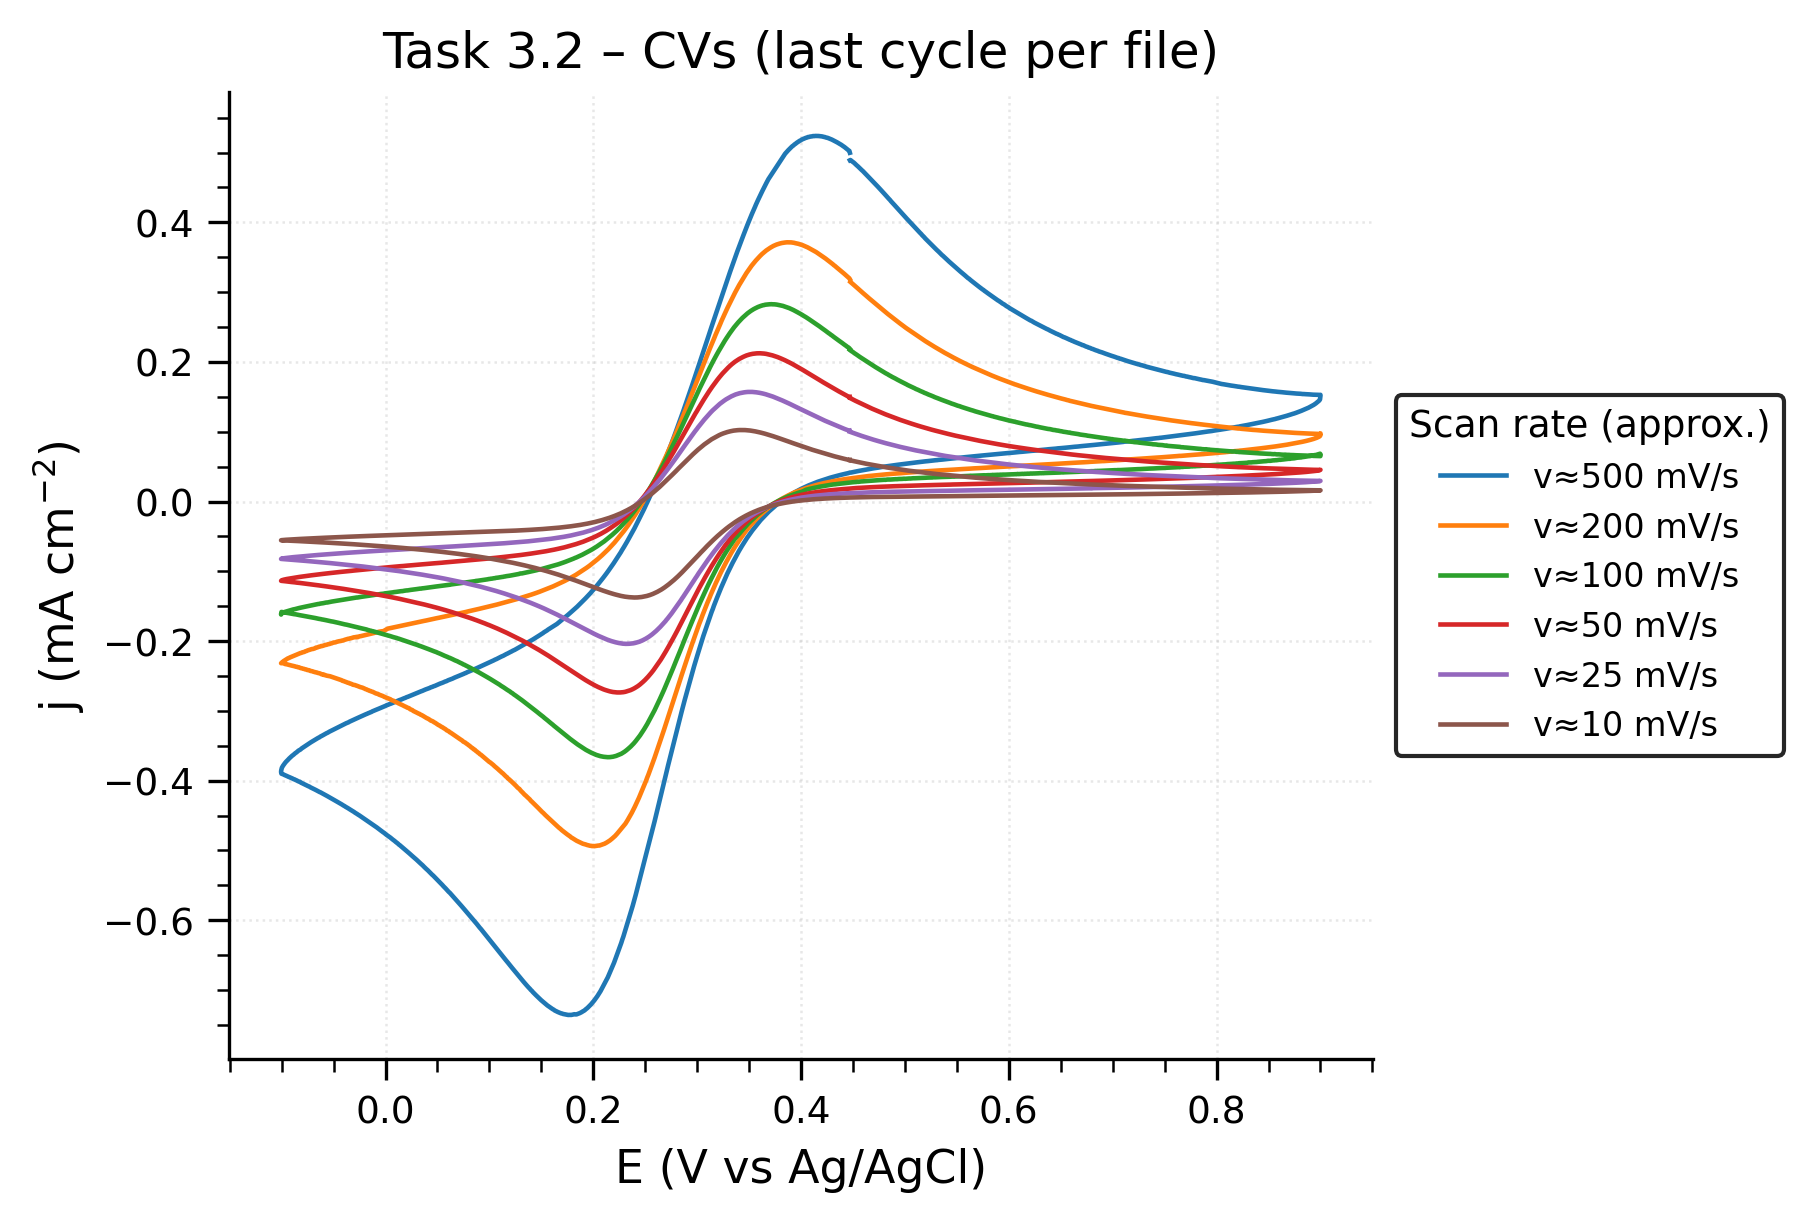 Task 3.2 – CVs (last cycle per file)
j (mA cm⁻²)
0.4
0.2
0.0
−0.2
−0.4
−0.6
0.0 0.2 0.4 0.6 0.8
E (V vs Ag/AgCl)
Scan rate (approx.)
v≈500 mV/s
v≈200 mV/s
v≈100 mV/s
v≈50 mV/s
v≈25 mV/s
v≈10 mV/s